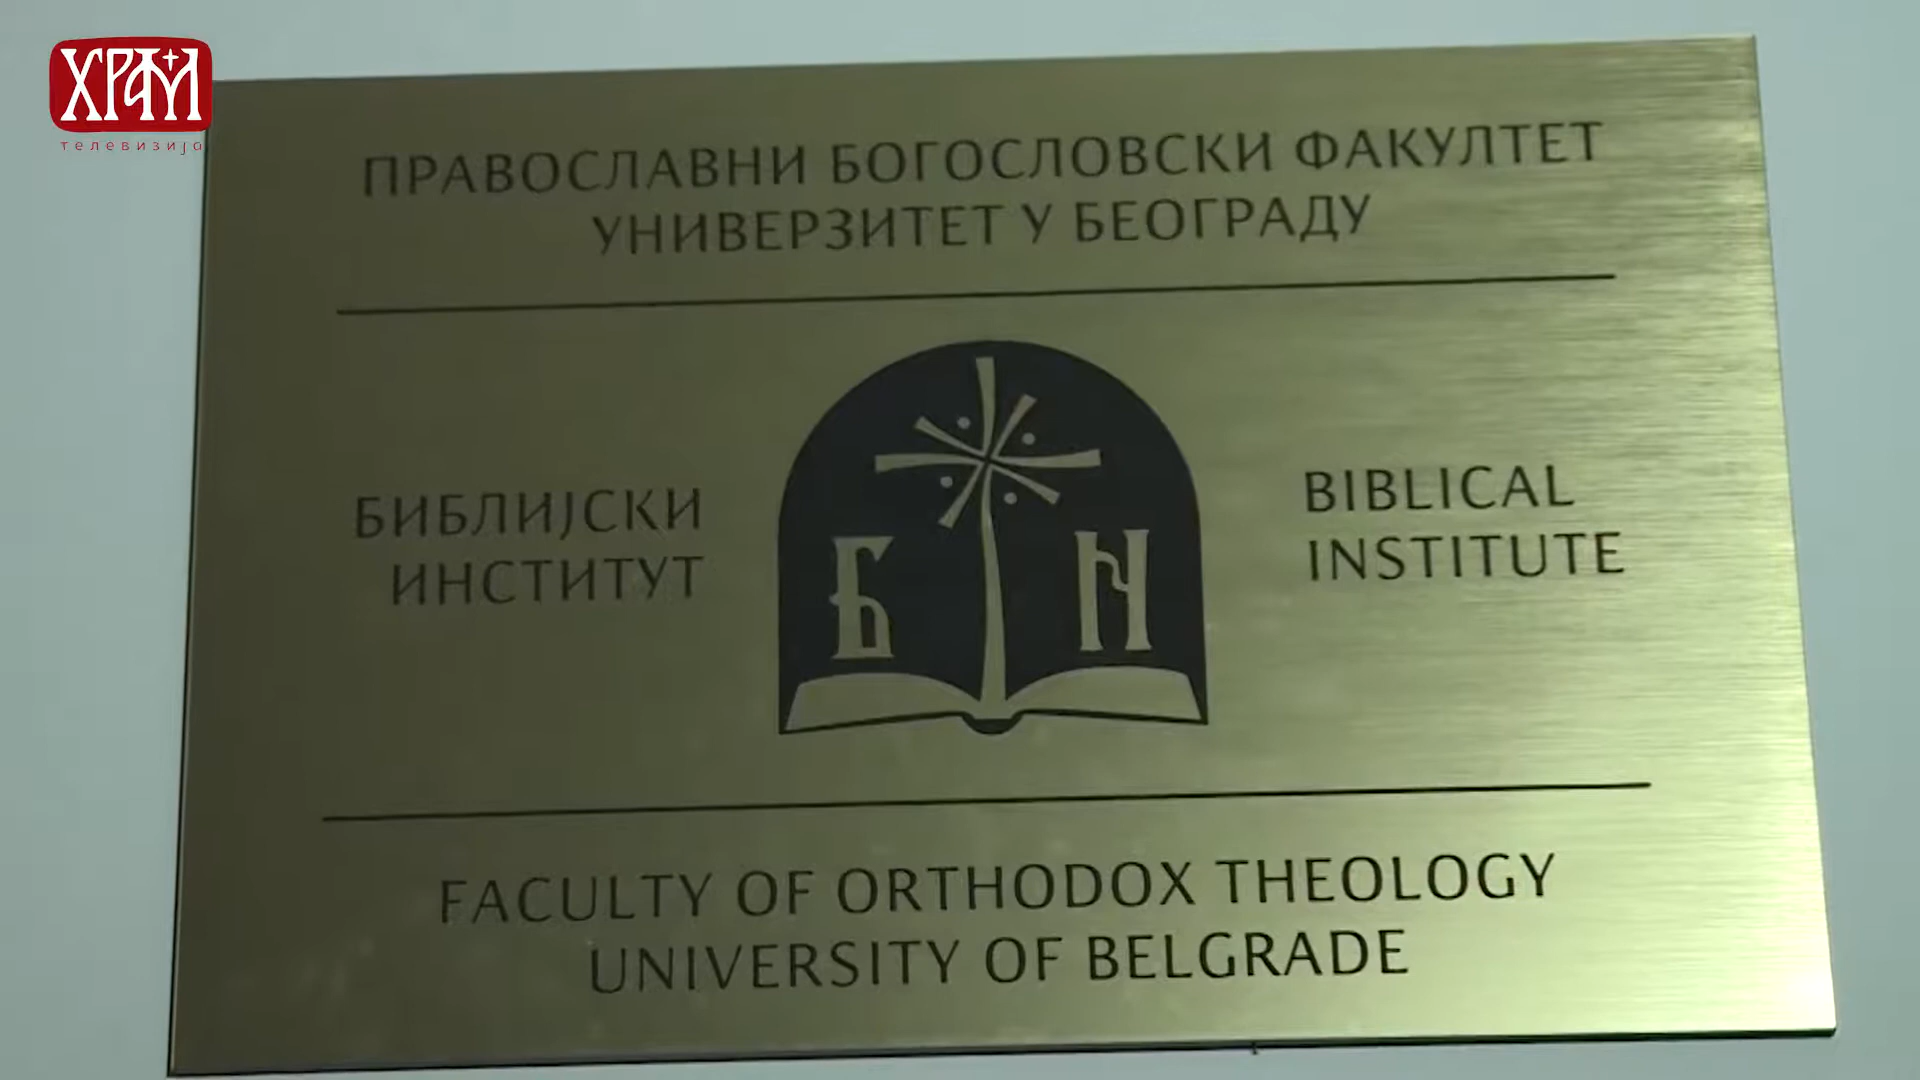 ХРАМ
телевизија
ПРАВОСЛАВНИ БОГОСЛОВСКИ ФАКУЛТЕТ
УНИВЕРЗИТЕТ У БЕОГРАДУ
БИБЛИЈСКИ
ИНСТИТУТ
Б И
BIBLICAL
INSTITUTE
FACULTY OF ORTHODOX THEOLOGY
UNIVERSITY OF BELGRADE